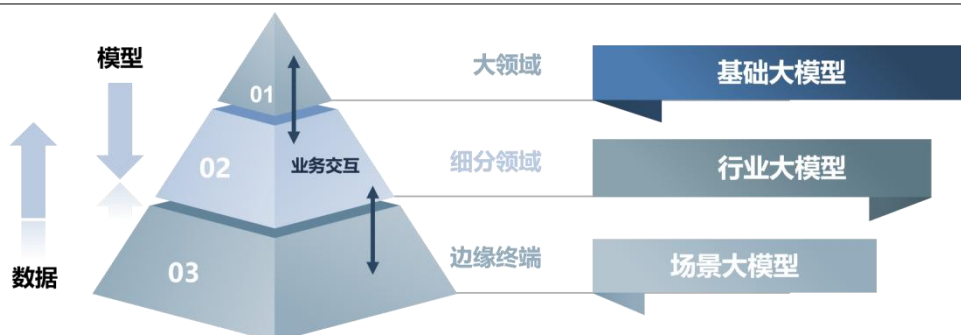 模型
数据
01
02
03
业务交互
大领域
基础大模型
细分领域
行业大模型
边缘终端
场景大模型